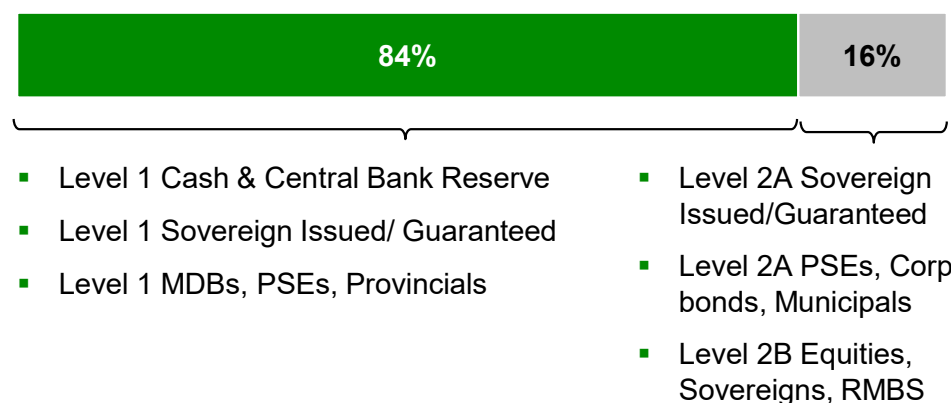 84%
16%
Level 1 Cash & Central Bank Reserve
Level 1 Sovereign Issued/ Guaranteed
Level 1 MDBs, PSEs, Provincials
Level 2A Sovereign
Issued/Guaranteed
Level 2A PSEs, Corp
bonds, Municipals
Level 2B Equities,
Sovereigns, RMBS